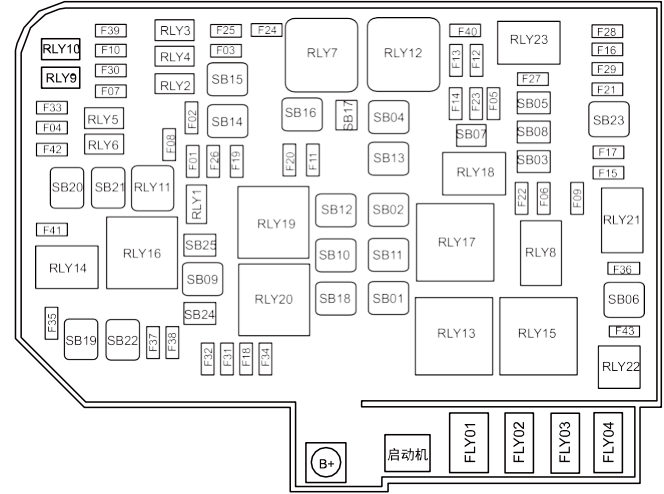 F39
RLY3
F25
F24
F40
F28
RLY10
F10
RLY4
F03
RLY7
RLY12
F13
F12
RLY23
F16
RLY9
F30
RLY2
SB15
F27
F29
F07
F21
F33
RLY5
F02
SB14
SB16
SB17
SB04
F14
F23
F05
SB05
SB23
F04
SB07
SB08
F42
RLY6
F08
F01
F26
F19
F20
F11
SB13
RLY18
SB03
F17
F15
SB20
SB21
RLY11
RLY1
SB12
SB02
F22
F06
F09
RLY21
F41
RLY16
SB25
RLY19
SB10
SB11
RLY17
RLY8
RLY14
SB09
F36
F35
SB24
RLY20
SB18
SB01
SB06
SB19
SB22
F37
F38
RLY13
RLY15
F43
F32
F31
F18
F34
RLY22
B+
启动机
FLY01
FLY02
FLY03
FLY04